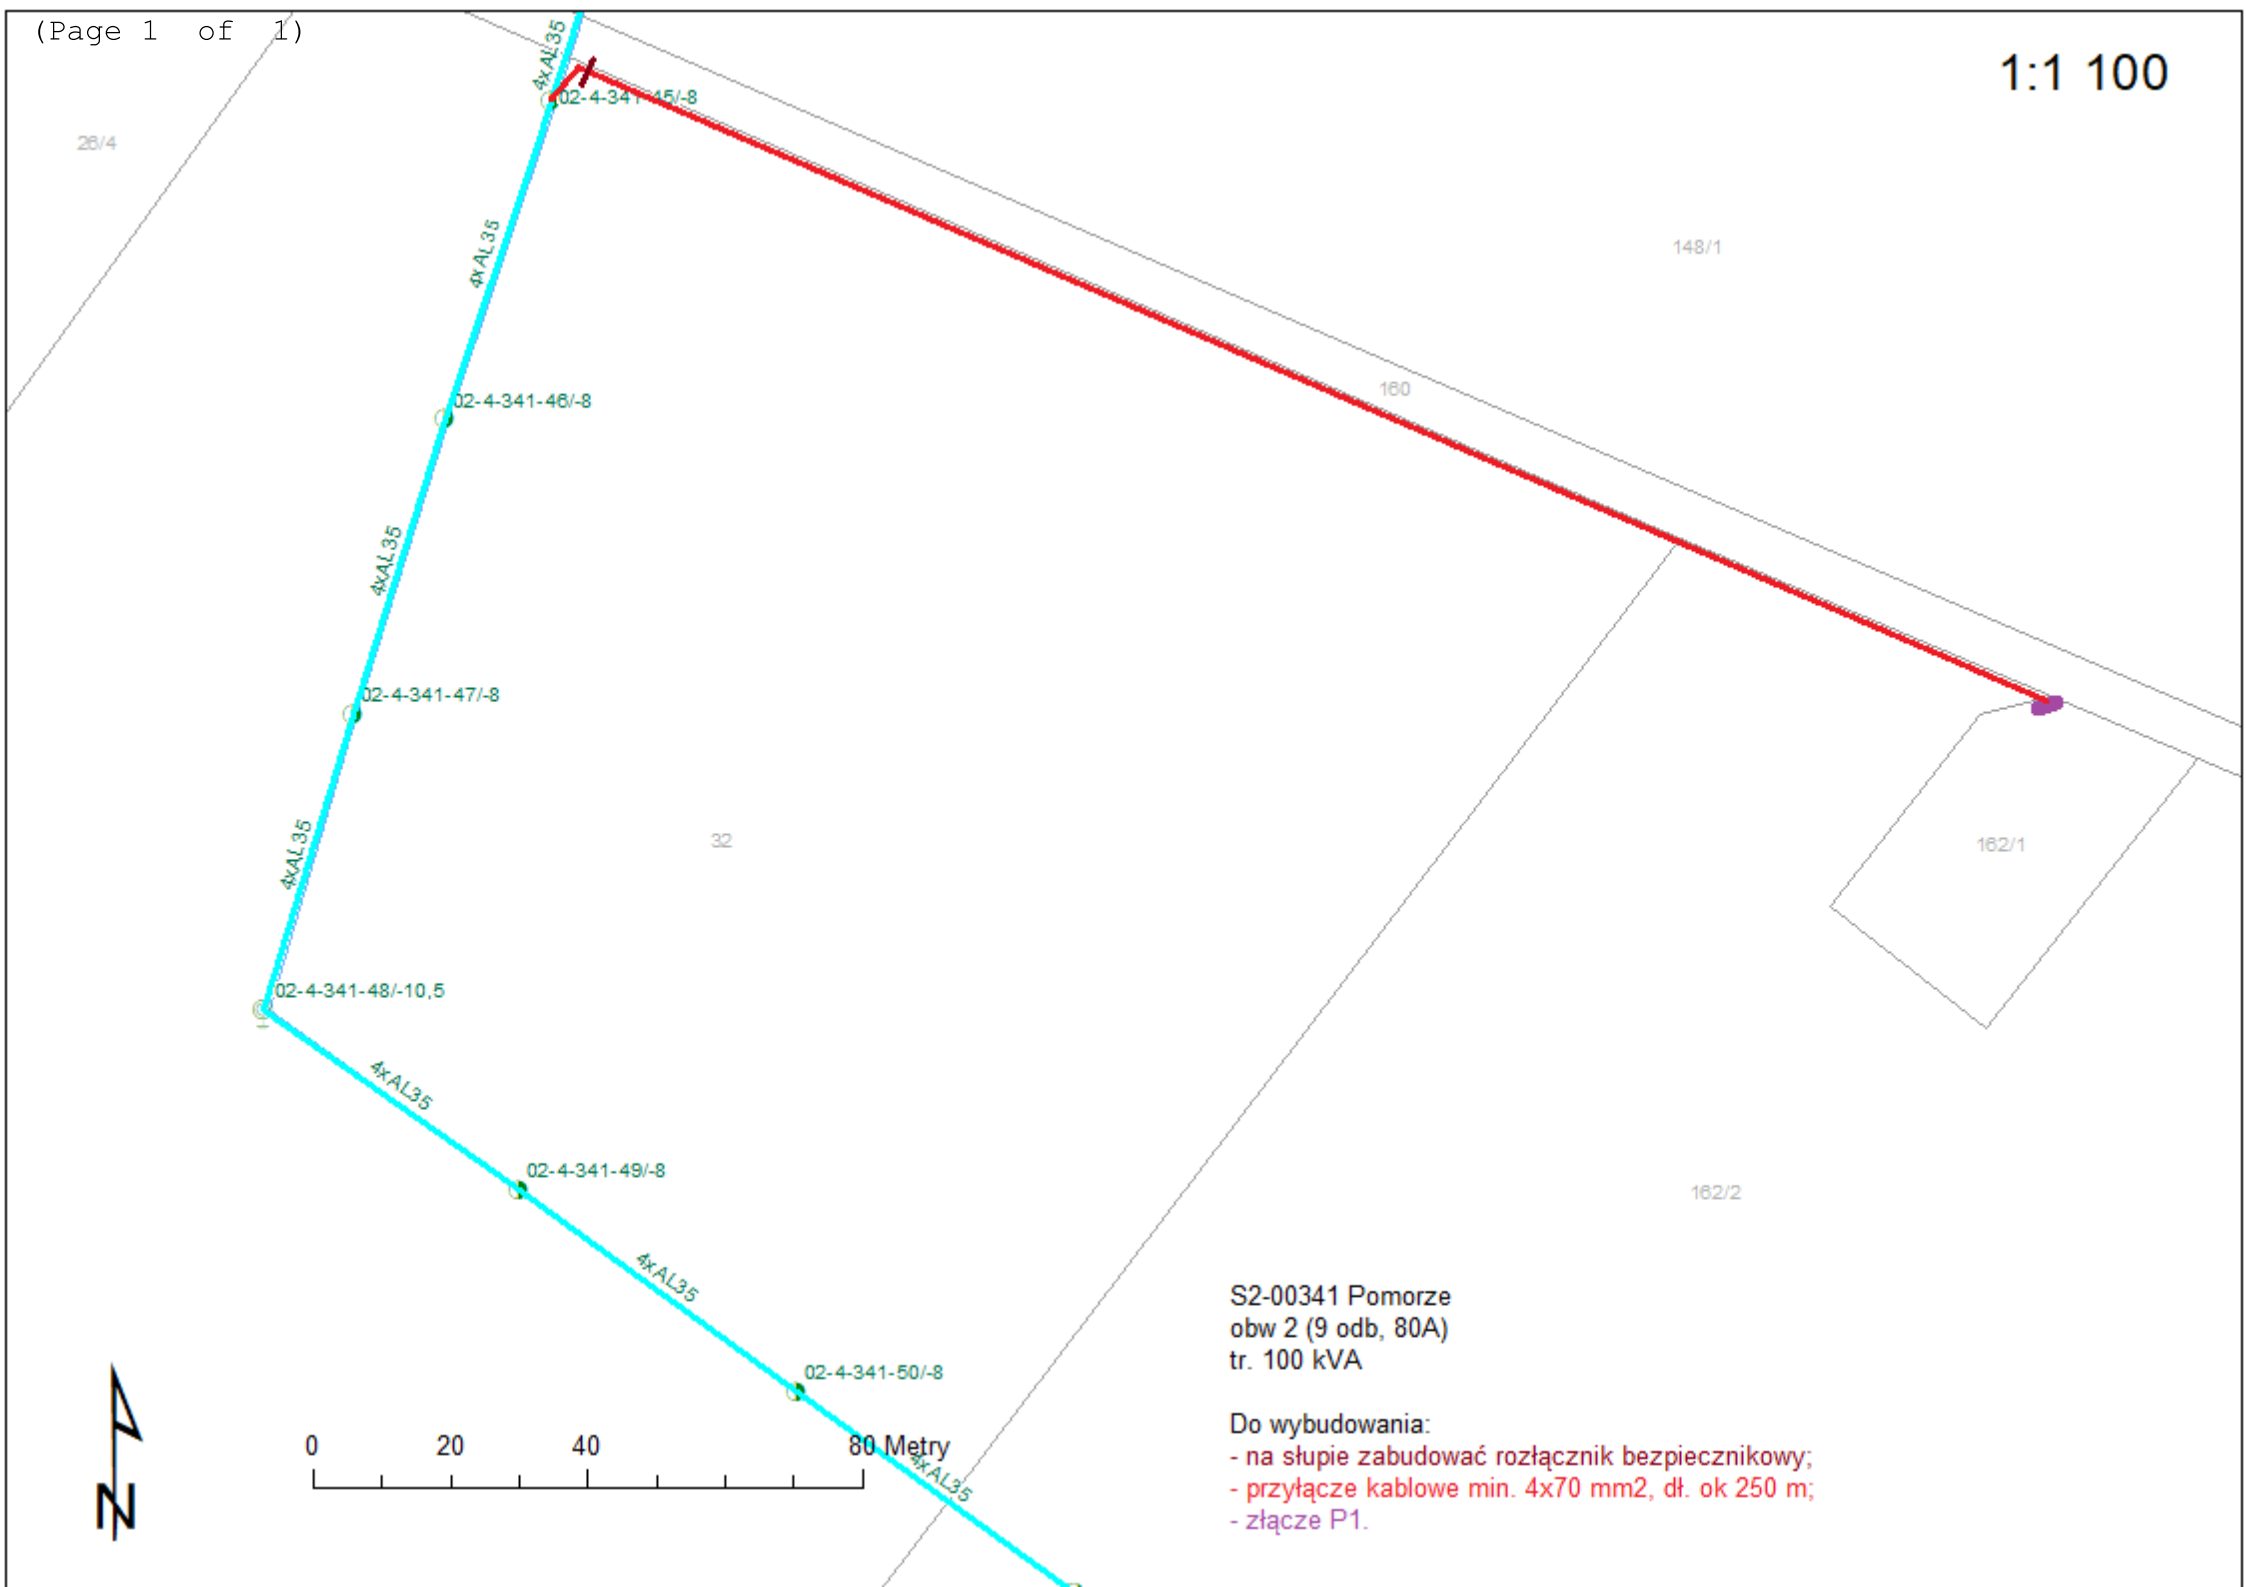 (Page 1 of 1)
1:1 100
4xAL35
02-4-341-45/-8
26/4
148/1
4xAL35
160
02-4-341-46/-8
4xAL35
02-4-341-47/-8
4xAL35
32
162/1
02-4-341-48/-10,5
4xAL35
02-4-341-49/-8
162/2
4xAL35
S2-00341 Pomorze
obw 2 (9 odb, 80A)
tr. 100 kVA
02-4-341-50/-8
Do wybudowania:
- na słupie zabudować rozłącznik bezpiecznikowy;
- przyłącze kablowe min. 4x70 mm2, dł. ok 250 m;
- złącze P1.
0 20 40 80 Metry
4xAL35
N